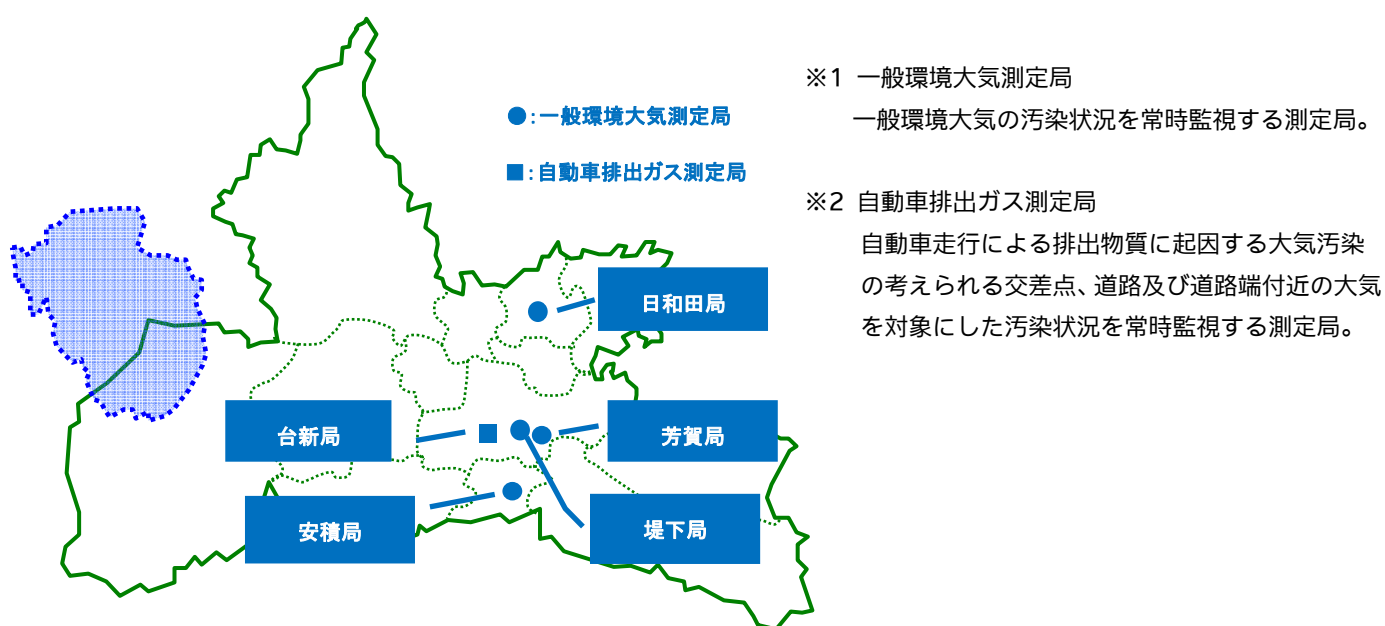 ●:一般環境大気測定局
■:自動車排出ガス測定局
※1 一般環境大気測定局
一般環境大気の汚染状況を常時監視する測定局。
※2 自動車排出ガス測定局
自動車走行による排出物質に起因する大気汚染
の考えられる交差点、道路及び道路端付近の大気
を対象にした汚染状況を常時監視する測定局。
日和田局
台新局
芳賀局
安積局
堤下局